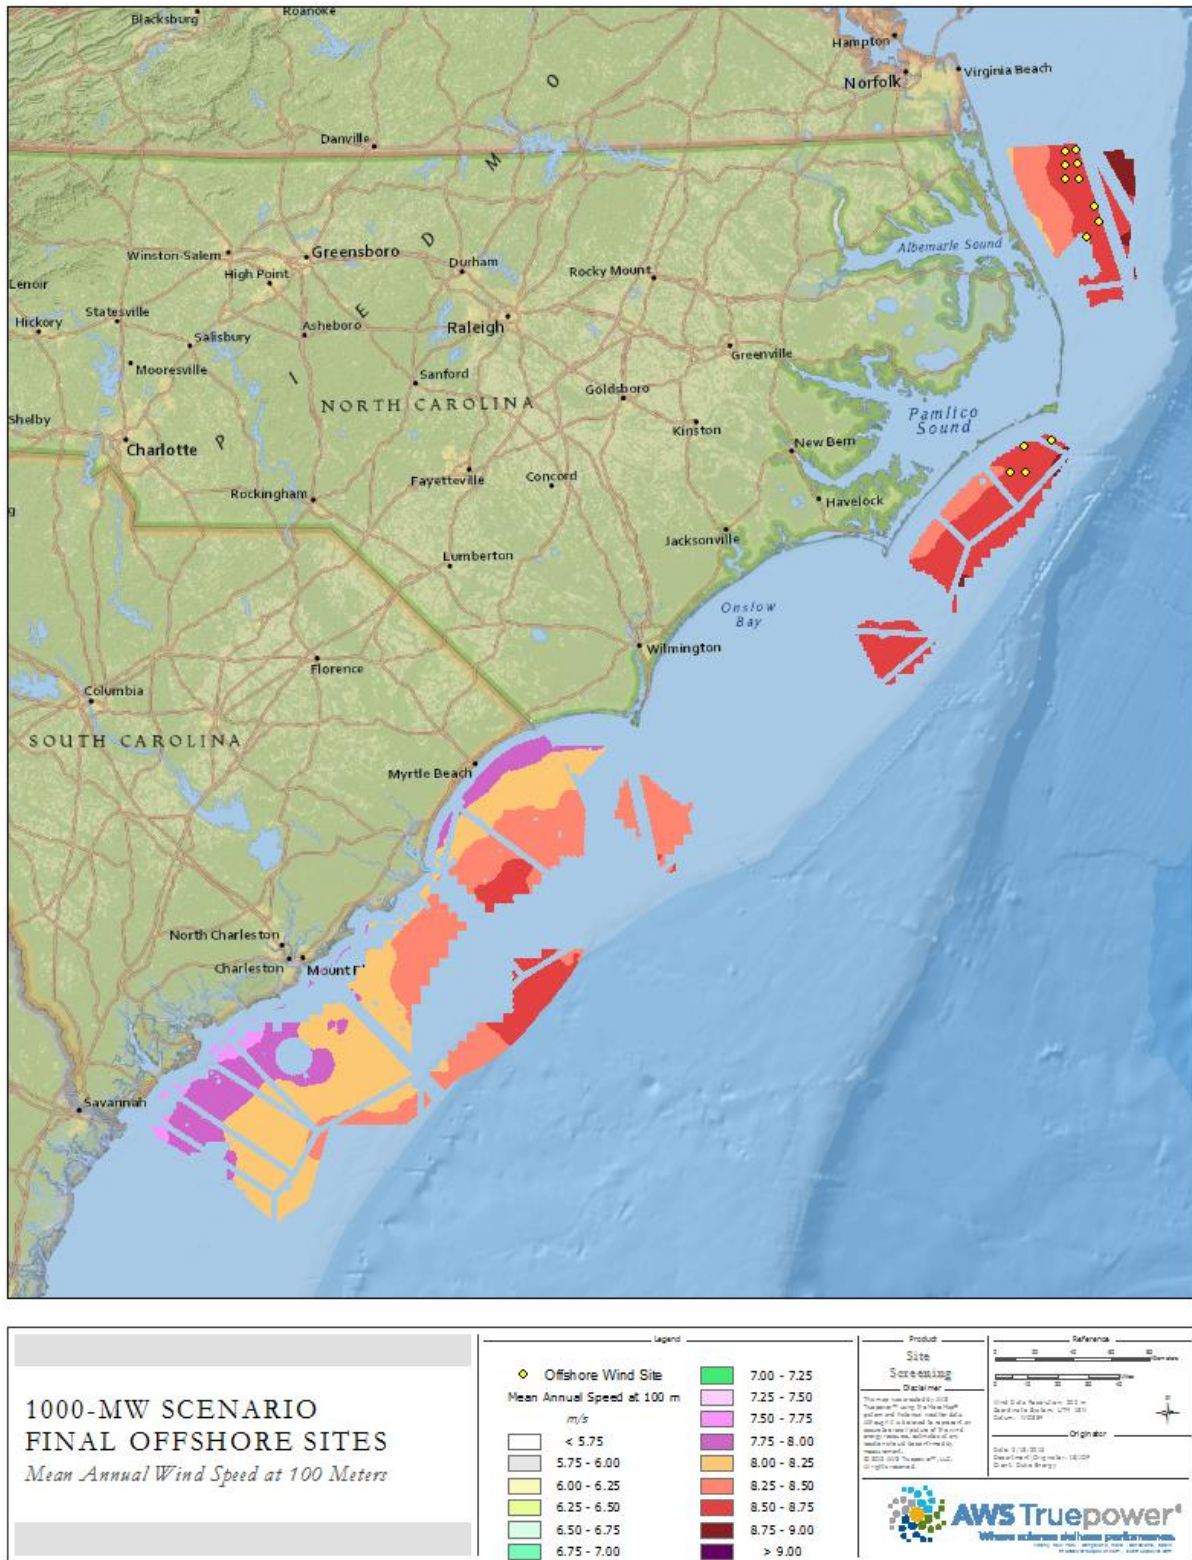 Blacksburg
Roanoke
Hampton
Norfolk
Virginia Beach
Danville
P I E D M O
Winston-Salem
Greensboro
High Point
Durham
Rocky Mount
Albemarle Sound
Lenoir
Hickory
Statesville
Salisbury
Asheboro
Raleigh
Greenville
Mooresville
Sanford
Goldsboro
NORTH CAROLINA
Pamlico
Sound
Shelby
Charlotte
Kinston
New Bern
Fayetteville
Concord
Rockingham
Havelock
g
Jacksonville
Lumberton
Onslow
Bay
Wilmington
Florence
Columbia
SOUTH CAROLINA
Myrtle Beach
North Charleston
Charleston
Mount
Savannah
1000-MW SCENARIO
FINAL OFFSHORE SITES
Mean Annual Wind Speed at 100 Meters
Legend
Offshore Wind Site
Mean Annual Speed at 100 m
m/s
< 5.75
5.75 - 6.00
6.00 - 6.25
6.25 - 6.50
6.50 - 6.75
6.75 - 7.00
7.00 - 7.25
7.25 - 7.50
7.50 - 7.75
7.75 - 8.00
8.00 - 8.25
8.25 - 8.50
8.50 - 8.75
8.75 - 9.00
> 9.00
Product
Site
Screening
Disclaimer
Reference
Originator
AWS Truepower
Where science delivers performance.